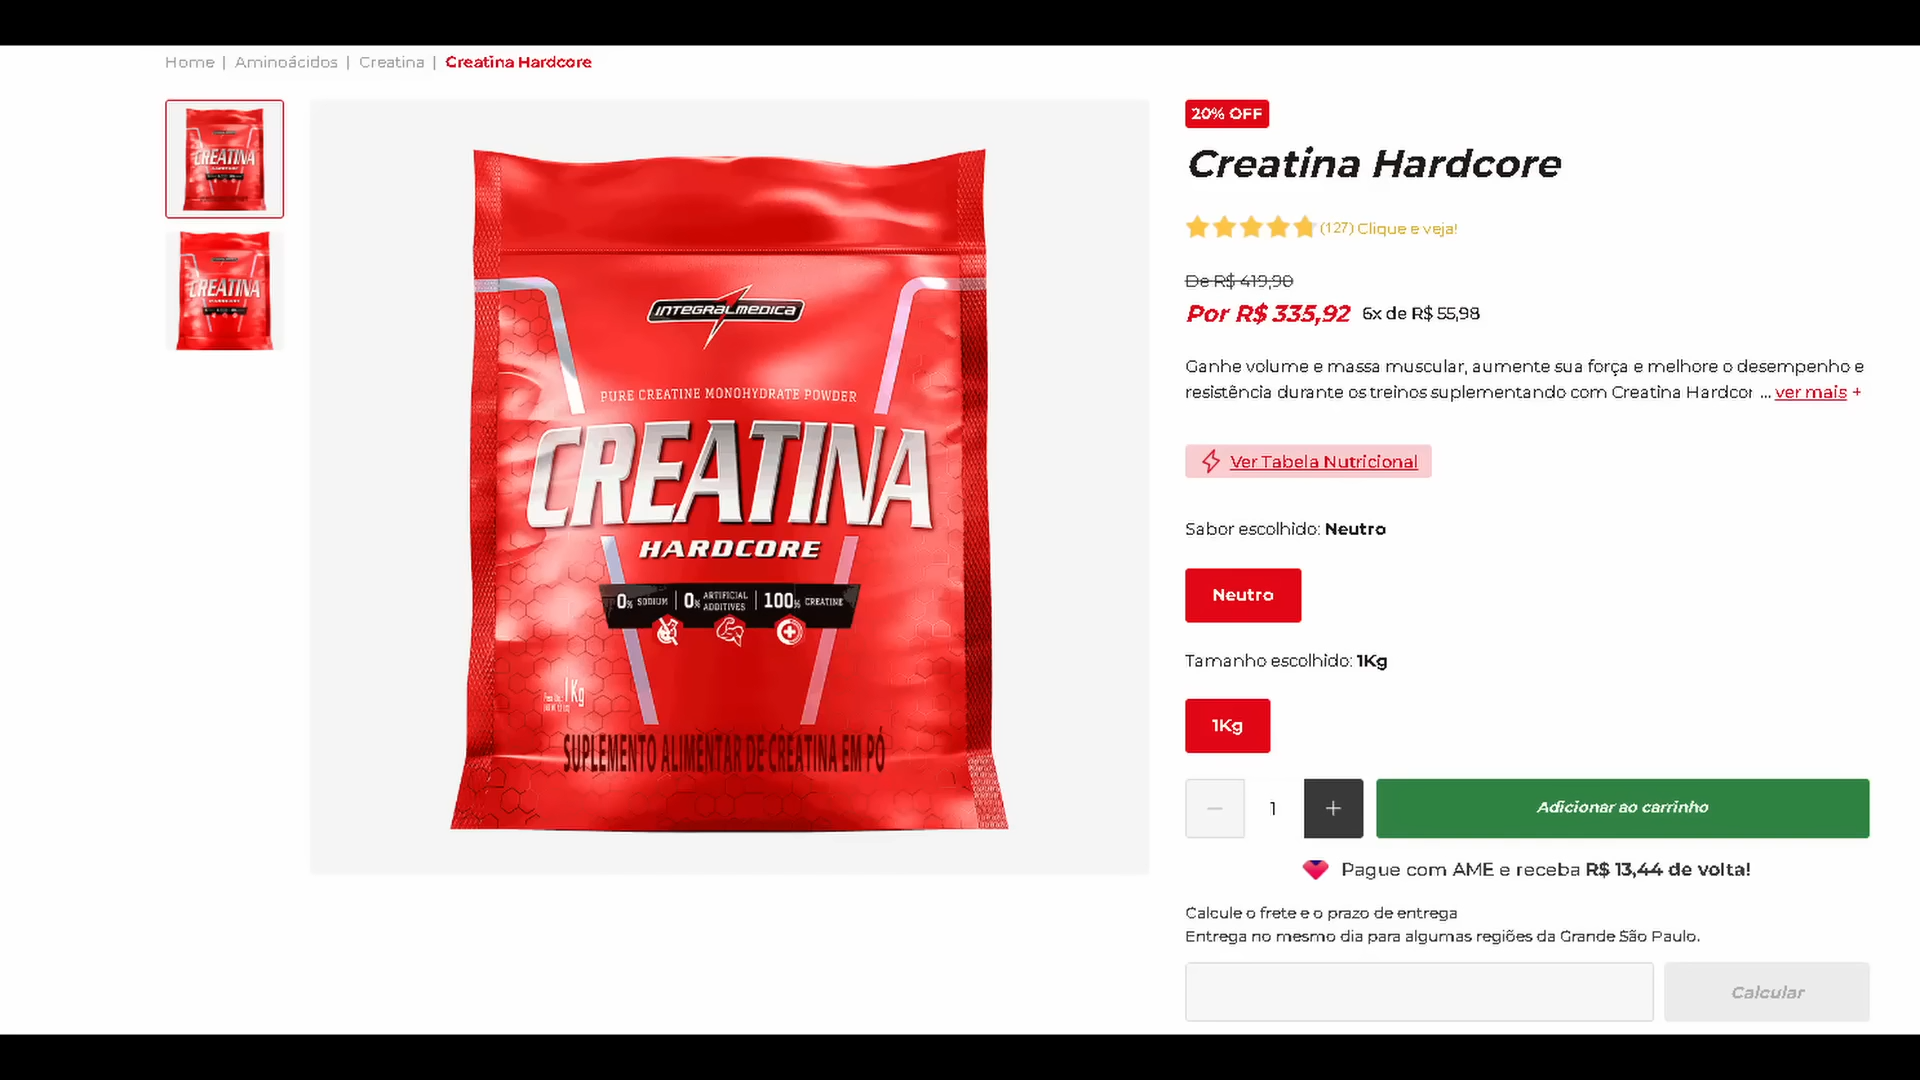 Home | Aminoácidos | Creatina | Creatina Hardcore
20% OFF
Creatina Hardcore
(127) Clique e veja!
De R$ 419,90
Por R$ 335,92 6x de R$ 55,98
Ganhe volume e massa muscular, aumente sua força e melhore o desempenho e
resistência durante os treinos suplementando com Creatina Hardcor ... ver mais +
Ver Tabela Nutricional
Sabor escolhido: Neutro
Neutro
Tamanho escolhido: 1Kg
1Kg
− 1 + Adicionar ao carrinho
Pague com AME e receba R$ 13,44 de volta!
Calcule o frete e o prazo de entrega
Entrega no mesmo dia para algumas regiões da Grande São Paulo.
Calcular
INTEGRALMEDICA
PURE CREATINE MONOHYDRATE POWDER
CREATINA
HARDCORE
0% SODIUM | 0% ARTIFICIAL ADDITIVES | 100% CREATINE
1Kg
SUPLEMENTO ALIMENTAR DE CREATINA EM PÓ
CREATINA
CREATINA